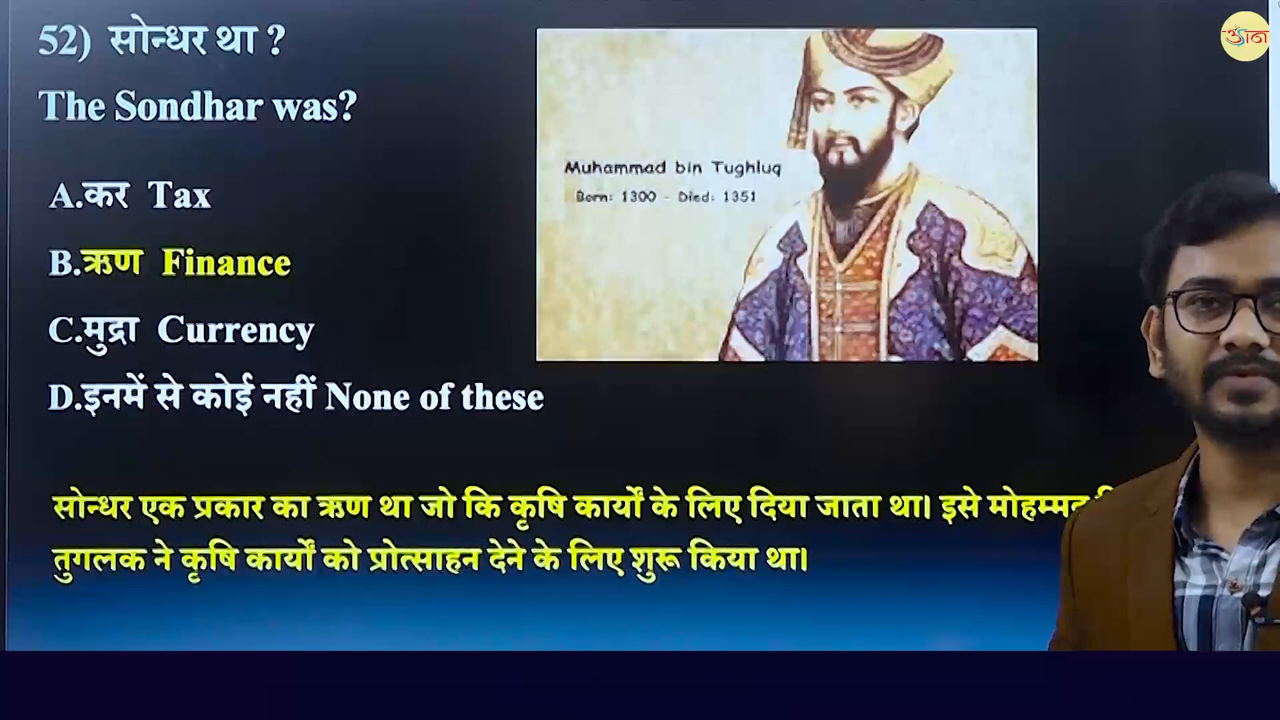 52) सोन्धर था ?
The Sondhar was?
A.कर Tax
B.ऋण Finance
C.मुद्रा Currency
D.इनमें से कोई नहीं None of these
Muhammad bin Tughluq
Born: 1300 - Died: 1351
सोन्धर एक प्रकार का ऋण था जो कि कृषि कार्यों के लिए दिया जाता था। इसे मोहम्मद
तुगलक ने कृषि कार्यों को प्रोत्साहन देने के लिए शुरू किया था।